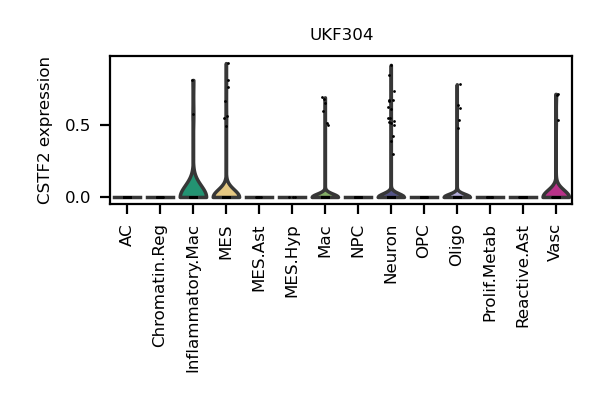 UKF304
CSTF2 expression
0.5
0.0
AC
Chromatin.Reg
Inflammatory.Mac
MES
MES.Ast
MES.Hyp
Mac
NPC
Neuron
OPC
Oligo
Prolif.Metab
Reactive.Ast
Vasc